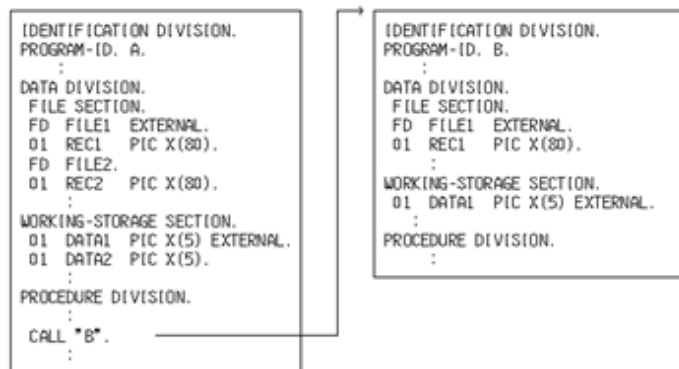 IDENTIFICATION DIVISION.
PROGRAM-ID. A.
:
DATA DIVISION.
FILE SECTION.
FD FILE1 EXTERNAL.
01 REC1 PIC X(80).
FD FILE2.
01 REC2 PIC X(80).
:
WORKING-STORAGE SECTION.
01 DATA1 PIC X(5) EXTERNAL.
01 DATA2 PIC X(5).
:
PROCEDURE DIVISION.
:
CALL "B".
:
IDENTIFICATION DIVISION.
PROGRAM-ID. B.
:
DATA DIVISION.
FILE SECTION.
FD FILE1 EXTERNAL.
01 REC1 PIC X(80).
:
WORKING-STORAGE SECTION.
01 DATA1 PIC X(5) EXTERNAL.
:
PROCEDURE DIVISION.
: